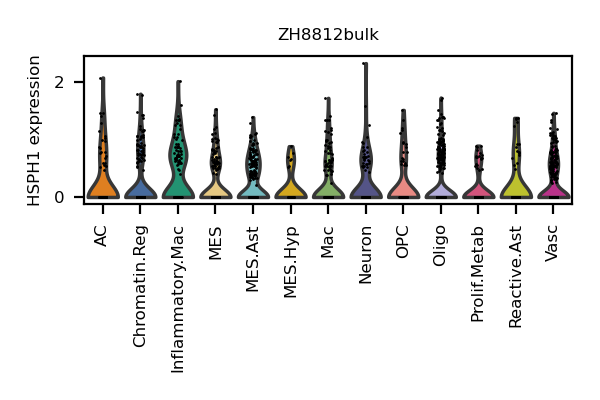 ZH8812bulk
HSPH1 expression
2
0
AC
Chromatin.Reg
Inflammatory.Mac
MES
MES.Ast
MES.Hyp
Mac
Neuron
OPC
Oligo
Prolif.Metab
Reactive.Ast
Vasc